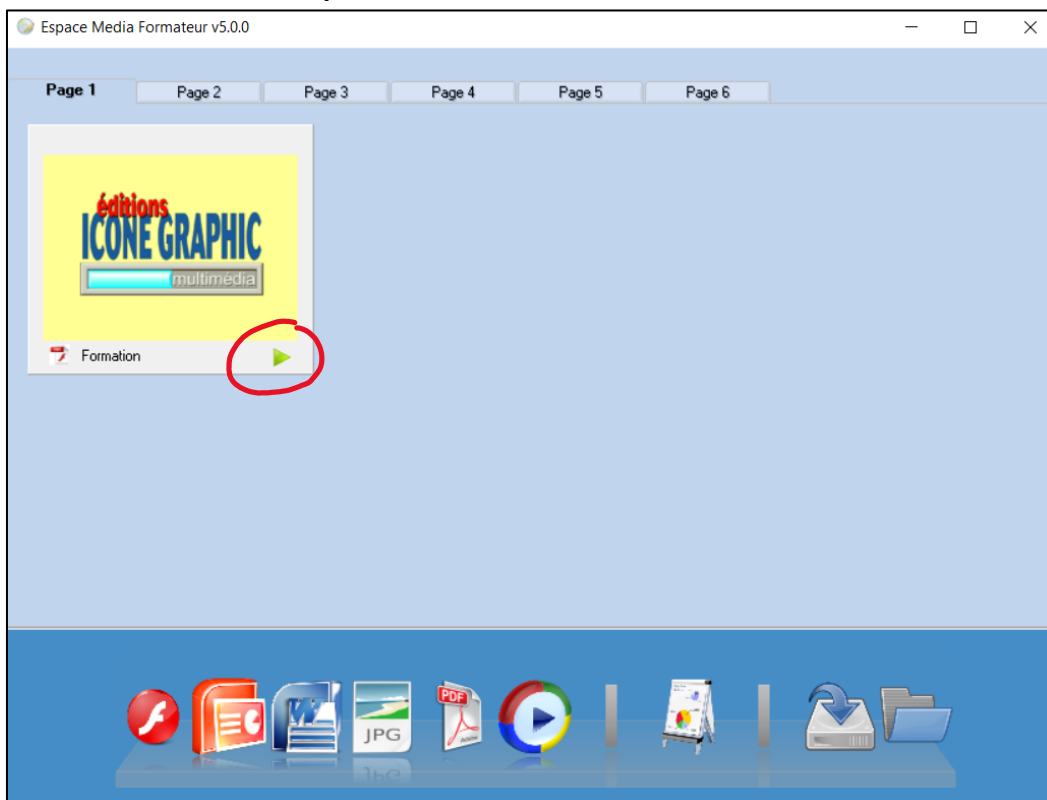 Espace Media Formateur v5.0.0
Page 1 Page 2 Page 3 Page 4 Page 5 Page 6
éditions
ICONE GRAPHIC
multimédia
Formation
JPG
PDF
Adobe